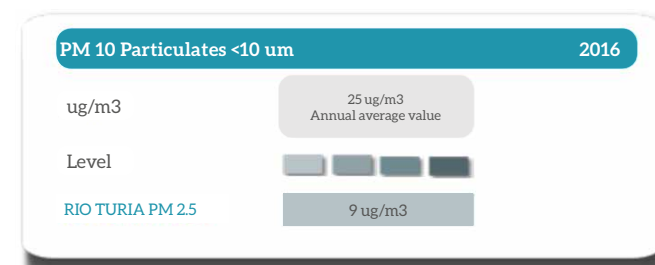 PM 10 Particulates <10 um 2016
ug/m3
25 ug/m3
Annual average value
Level
RIO TURIA PM 2.5 9 ug/m3